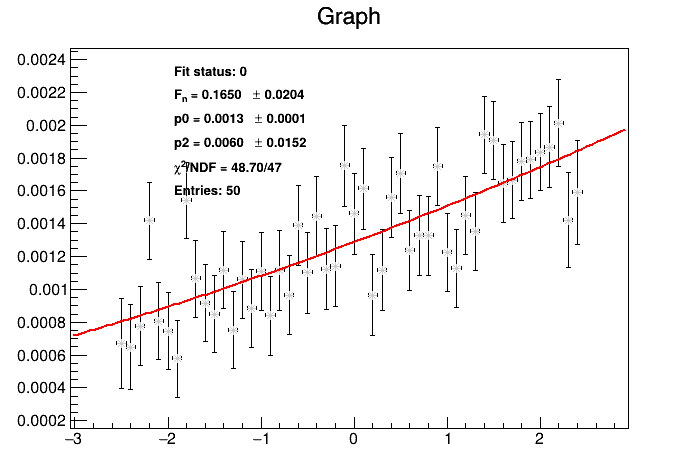 Graph
0.0024
0.0022
0.002
0.0018
0.0016
0.0014
0.0012
0.001
0.0008
0.0006
0.0004
0.0002
Fit status: 0
Fn = 0.1650 ± 0.0204
p0 = 0.0013 ± 0.0001
p2 = 0.0060 ± 0.0152
χ²/NDF = 48.70/47
Entries: 50
−3 −2 −1 0 1 2